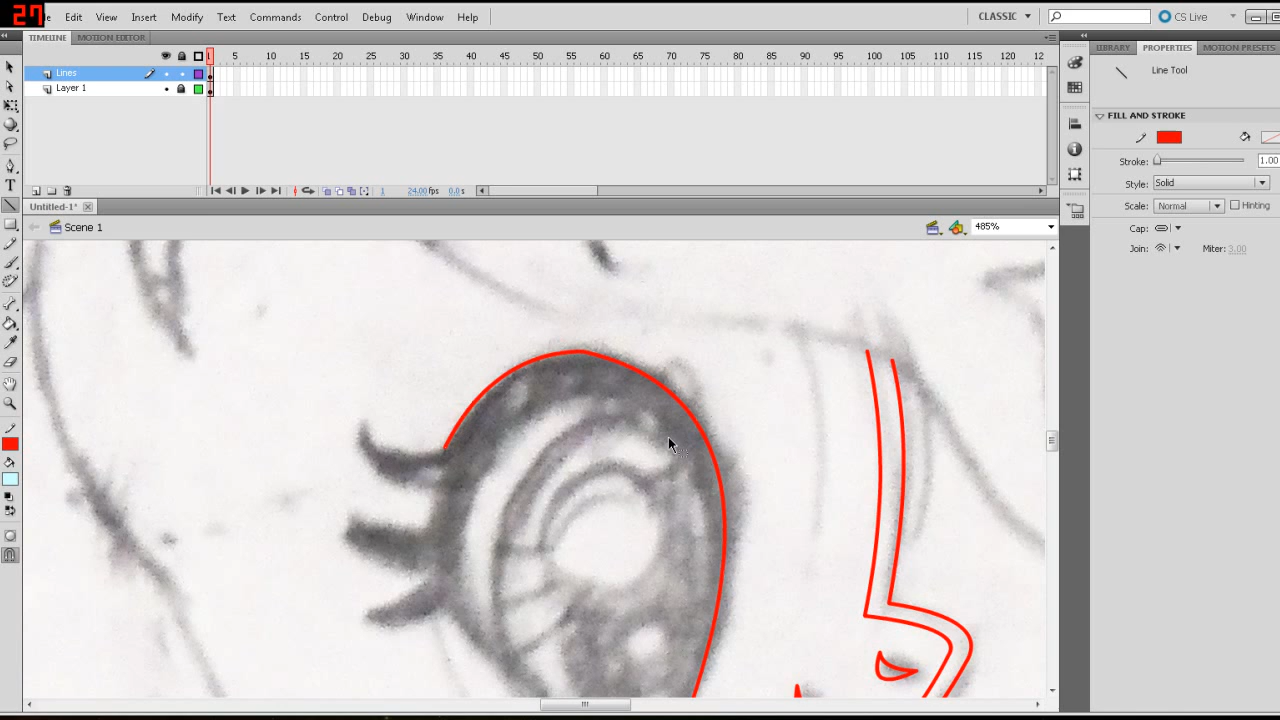 27
Edit View Insert Modify Text Commands Control Debug Window Help CLASSIC CS Live
TIMELINE MOTION EDITOR
LIBRARY PROPERTIES MOTION PRESETS
1 5 10 15 20 25 30 35 40 45 50 55 60 65 70 75 80 85 90 95 100 105 110 115 120 12
Lines
Layer 1
1 24.00 fps 0.0 s
Untitled-1*
Scene 1
485%
Line Tool
FILL AND STROKE
Stroke: 1.00
Style: Solid
Scale: Normal Hinting
Cap:
Join: Miter: 3.00